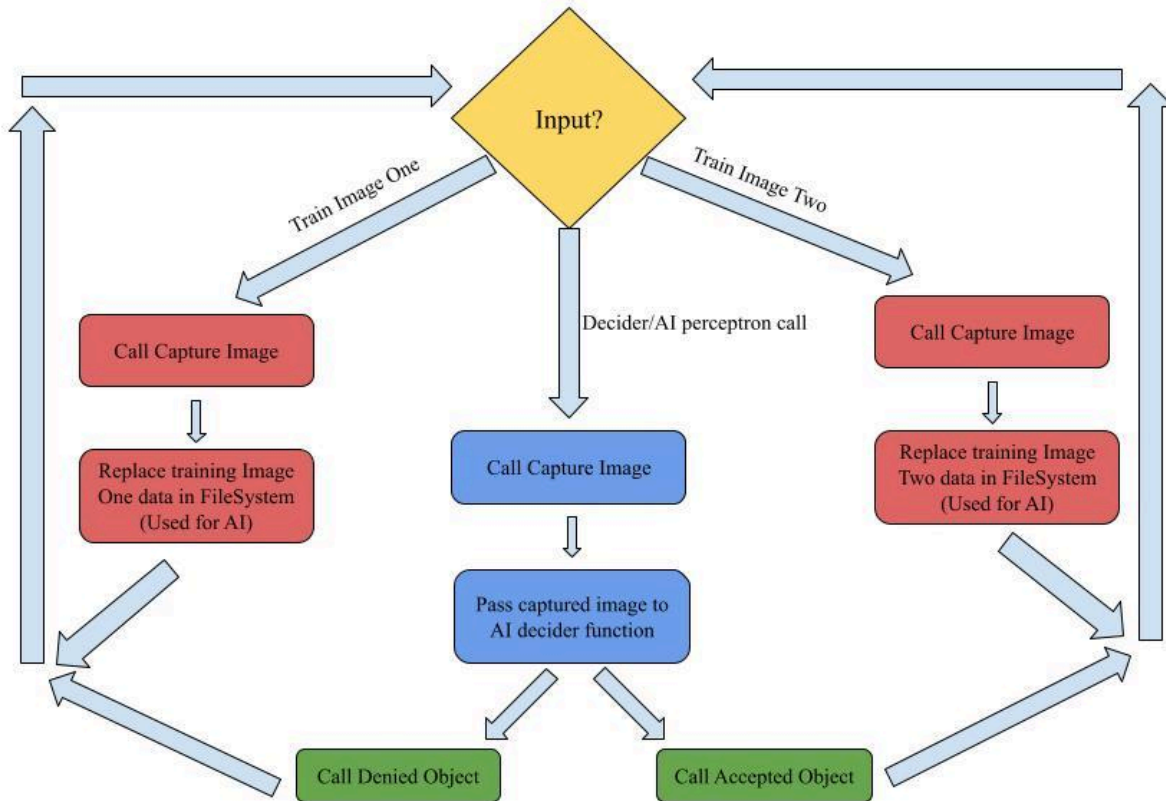 Input?
Train Image One
Train Image Two
Decider/AI perceptron call
Call Capture Image
Replace training Image
One data in FileSystem
(Used for AI)
Call Capture Image
Pass captured image to
AI decider function
Call Capture Image
Replace training Image
Two data in FileSystem
(Used for AI)
Call Denied Object
Call Accepted Object